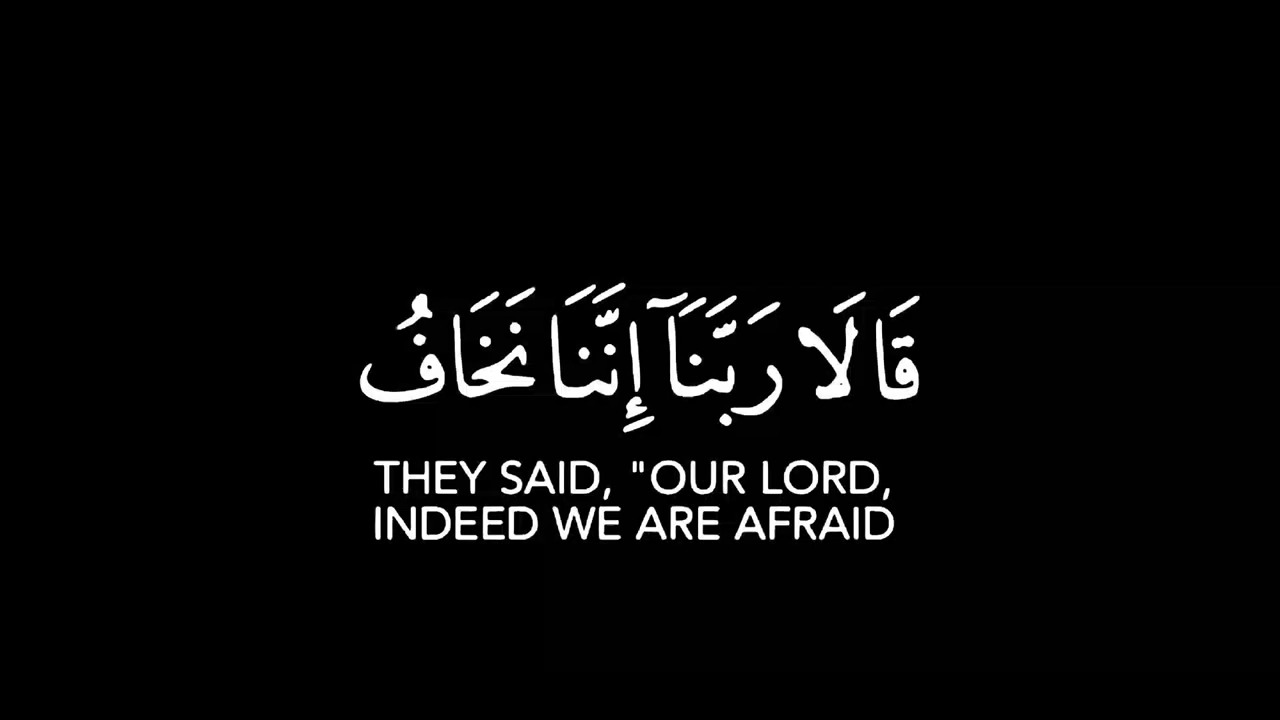 قَالَا رَبَّنَآ إِنَّنَا نَخَافُ
THEY SAID, "OUR LORD,
INDEED WE ARE AFRAID